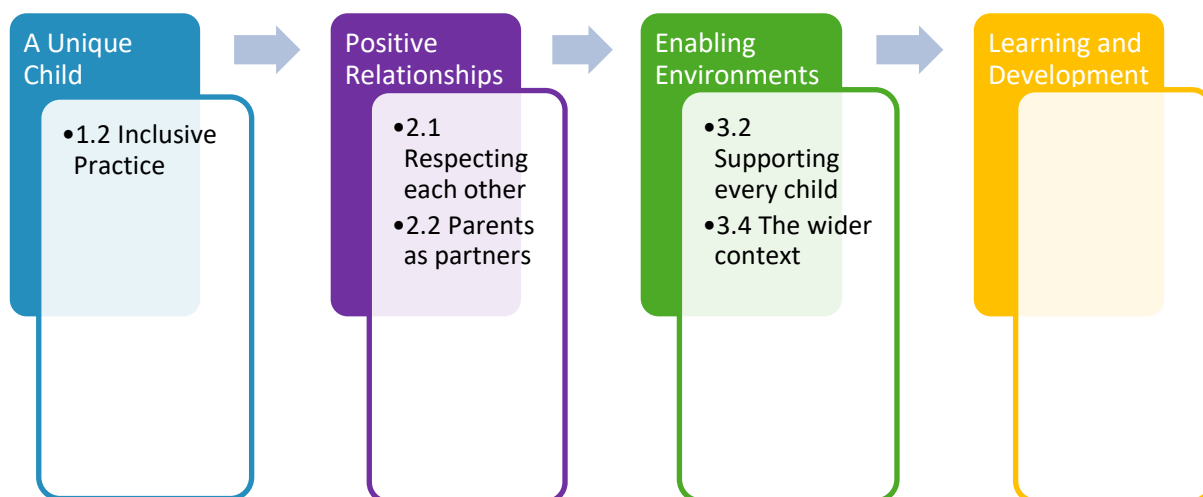 A Unique
Child
•1.2 Inclusive
Practice
Positive
Relationships
•2.1
Respecting
each other
•2.2 Parents
as partners
Enabling
Environments
•3.2
Supporting
every child
•3.4 The wider
context
Learning and
Development